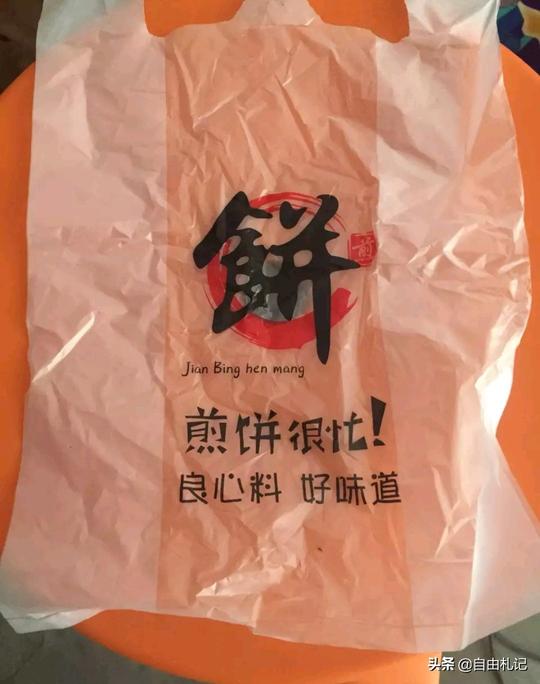 餅
煎
Jian Bing hen mang
煎饼很忙!
良心料 好味道
头条 @自由札记